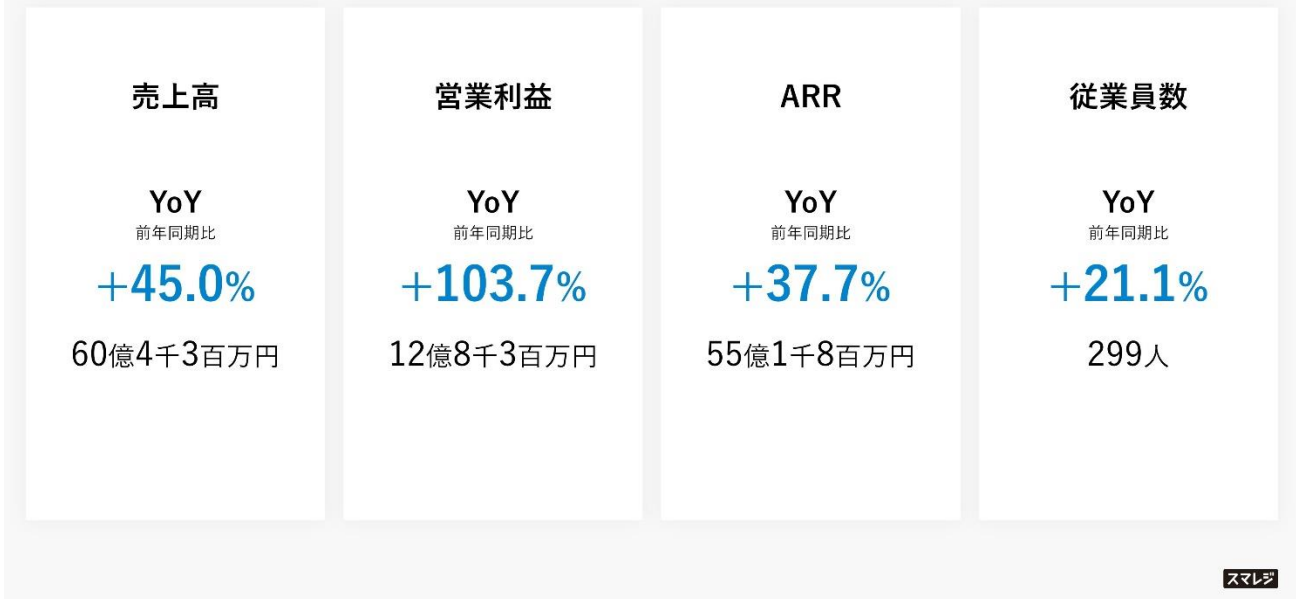 売上高
YoY
前年同期比
+45.0%
60億4千3百万円
営業利益
YoY
前年同期比
+103.7%
12億8千3百万円
ARR
YoY
前年同期比
+37.7%
55億1千8百万円
従業員数
YoY
前年同期比
+21.1%
299人
スマレジ